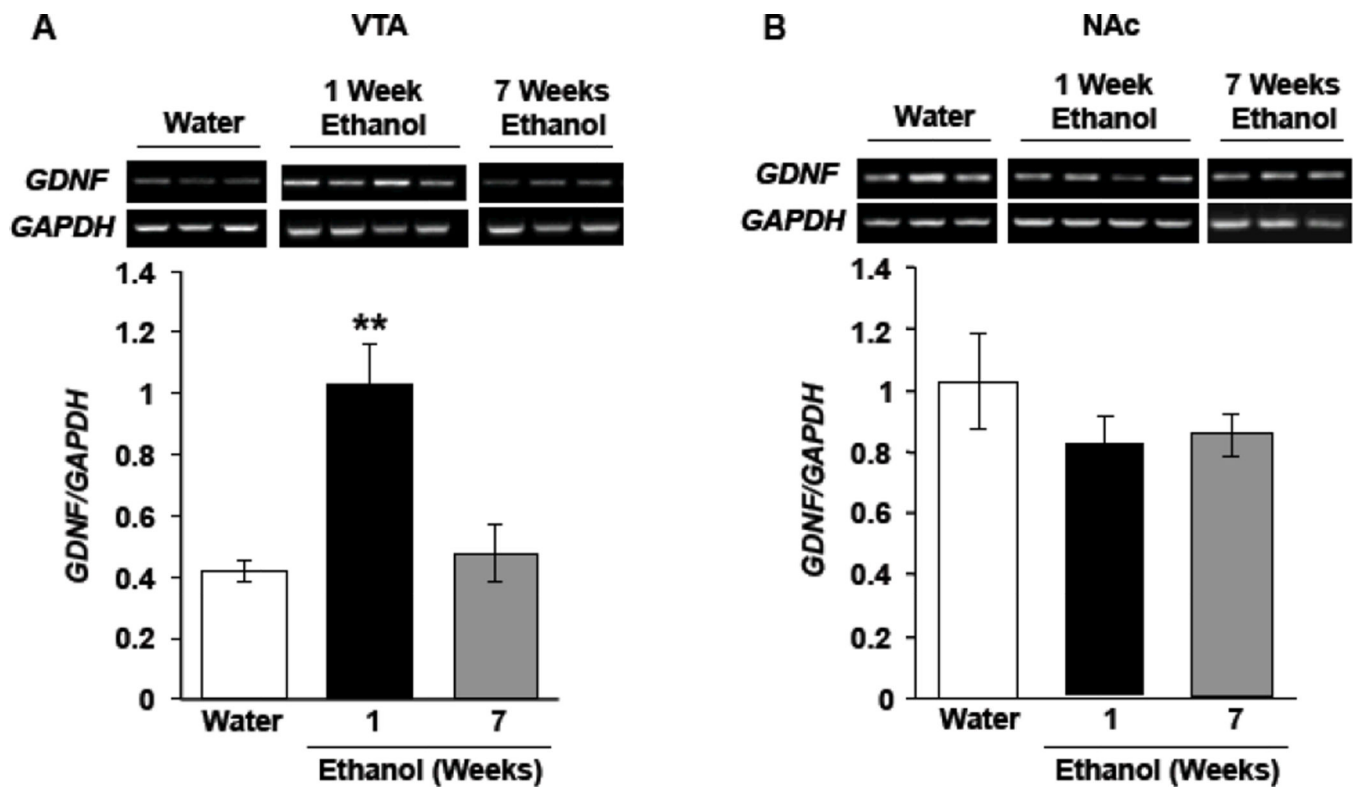 A
VTA
Water
1 Week
Ethanol
7 Weeks
Ethanol
GDNF
GAPDH
1.4
1.2
1
0.8
0.6
0.4
0.2
0
GDNF/GAPDH
**
Water
1
7
Ethanol (Weeks)
B
NAc
Water
1 Week
Ethanol
7 Weeks
Ethanol
GDNF
GAPDH
1.4
1.2
1
0.8
0.6
0.4
0.2
0
GDNF/GAPDH
Water
1
7
Ethanol (Weeks)